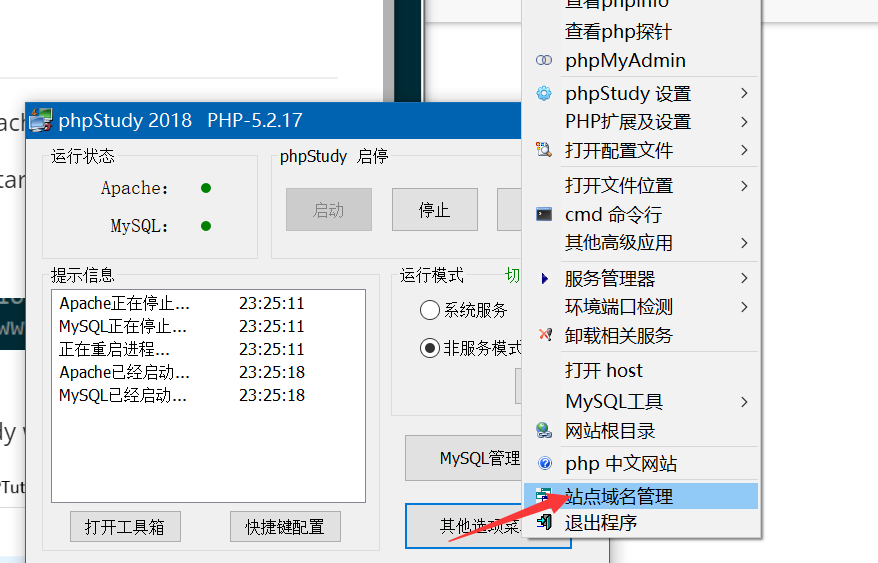 查看phpinfo
查看php探针
phpMyAdmin
phpStudy 设置
PHP扩展及设置
打开配置文件
打开文件位置
cmd 命令行
其他高级应用
服务管理器
环境端口检测
卸载相关服务
打开 host
MySQL工具
网站根目录
php 中文网站
站点域名管理
退出程序
phpStudy 2018 PHP-5.2.17
运行状态
Apache:
MySQL:
phpStudy 启停
启动
停止
提示信息
Apache正在停止... 23:25:11
MySQL正在停止... 23:25:11
正在重启进程... 23:25:11
Apache已经启动... 23:25:18
MySQL已经启动... 23:25:18
打开工具箱
快捷键配置
运行模式
切
系统服务
非服务模式
MySQL管理
其他选项菜